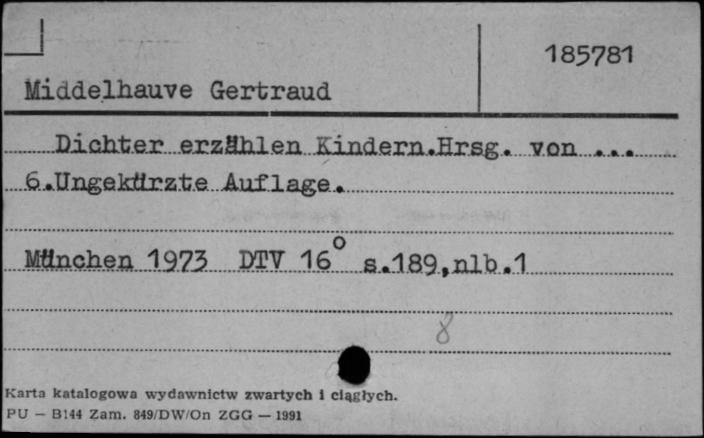 185781
Middelhauve Gertraud
Dichter erzählen Kindern.Hrsg. von ...
6.Ungekürzte Auflage.
München 1973 DTV 16° s.189,nlb.1
8
Karta katalogowa wydawnictw zwartych i ciągłych.
PU — B144 Zam. 849/DW/On ZGG — 1991